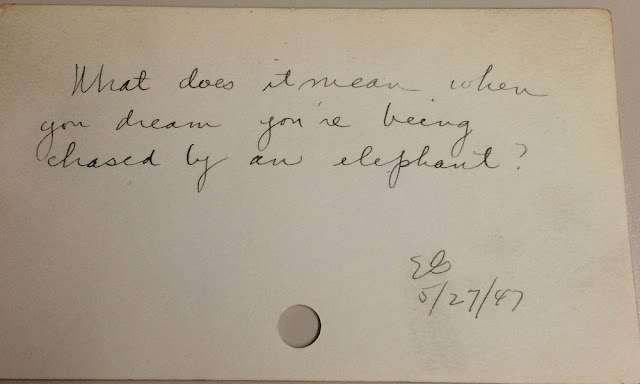 What does it mean when
you dream you're being
chased by an elephant?
5/27/47